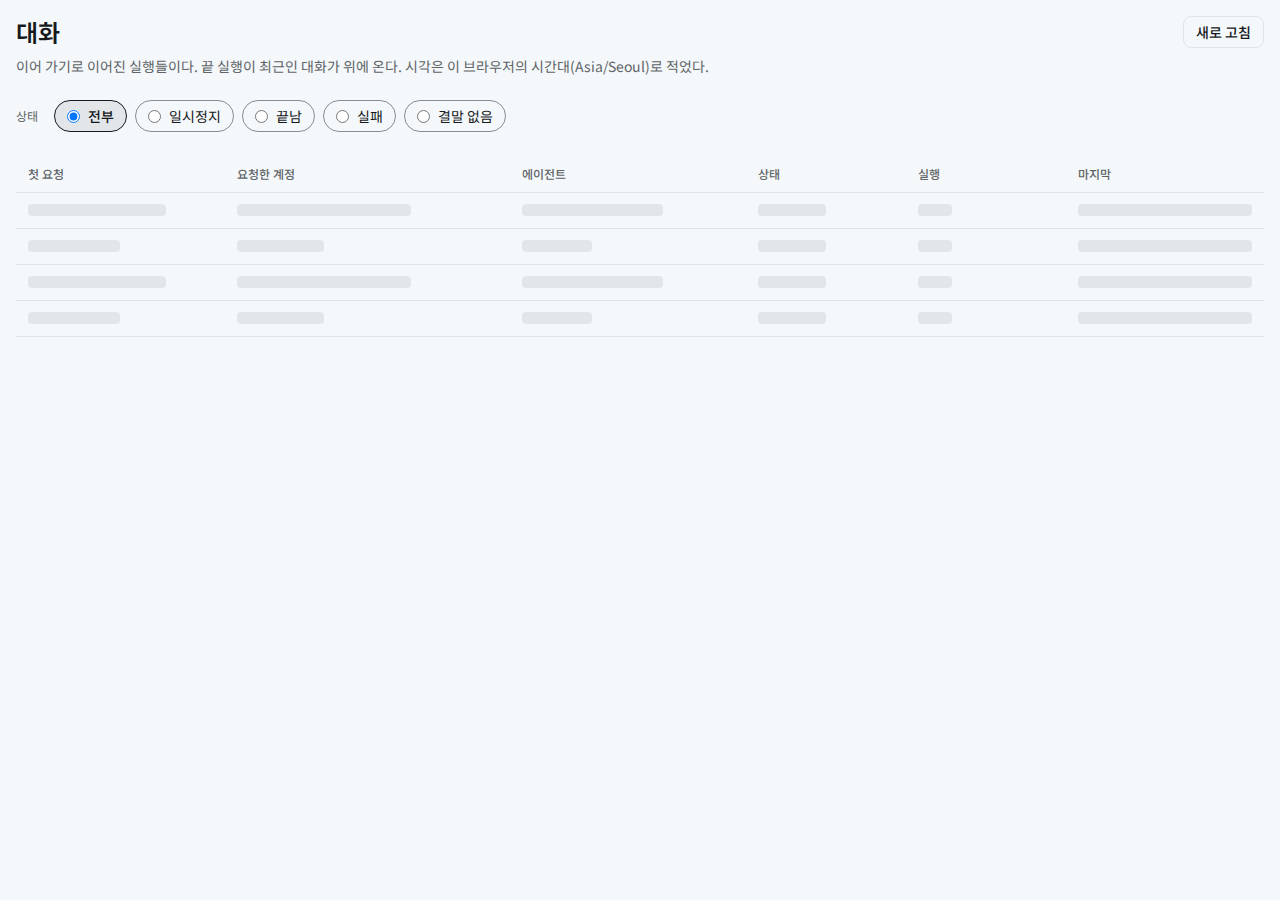 대화
새로 고침
이어 가기로 이어진 실행들이다. 끝 실행이 최근인 대화가 위에 온다. 시각은 이 브라우저의 시간대(Asia/Seoul)로 적었다.
상태 전부 일시정지 끝남 실패 결말 없음
첫 요청 요청한 계정 에이전트 상태 실행 마지막